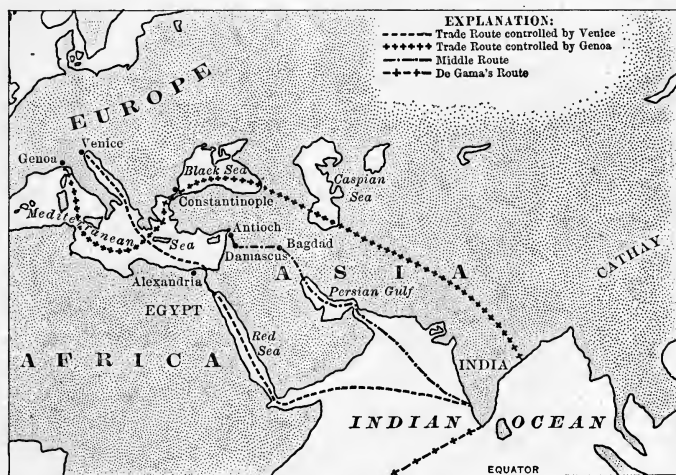 EXPLANATION:
Trade Route controlled by Venice
Trade Route controlled by Genoa
Middle Route
De Gama's Route
EUROPE
Venice
Genoa
Black Sea
Caspian
Sea
Constantinople
Mediterranean Sea
Antioch
Bagdad
Damascus
ASIA
CATHAY
Alexandria
Persian Gulf
EGYPT
Red
Sea
AFRICA
INDIA
INDIAN OCEAN
EQUATOR